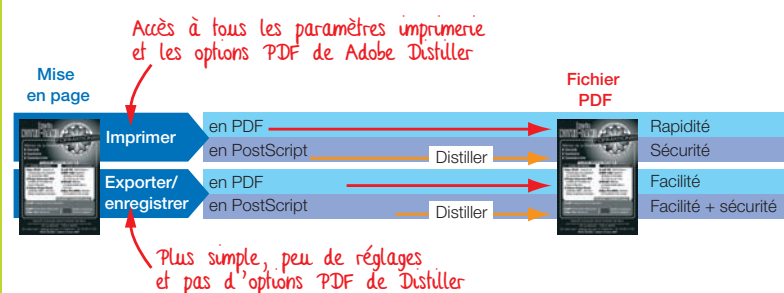 Accès à tous les paramètres imprimerie
et les options PDF de Adobe Distiller
Mise
en page
Fichier
PDF
Imprimer
en PDF
Rapidité
en PostScript
Distiller
Sécurité
Exporter/
enregistrer
en PDF
Facilité
en PostScript
Distiller
Facilité + sécurité
Plus simple, peu de réglages
et pas d'options PDF de Distiller